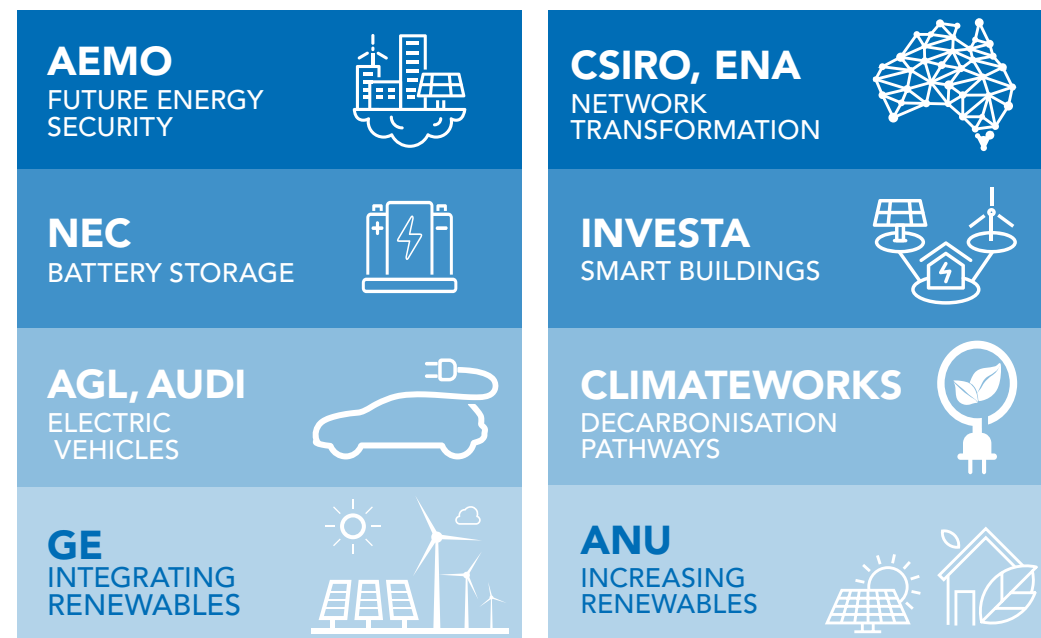 AEMO
FUTURE ENERGY
SECURITY
NEC
BATTERY STORAGE
AGL, AUDI
ELECTRIC
VEHICLES
GE
INTEGRATING
RENEWABLES
CSIRO, ENA
NETWORK
TRANSFORMATION
INVESTA
SMART BUILDINGS
CLIMATEWORKS
DECARBONISATION
PATHWAYS
ANU
INCREASING
RENEWABLES